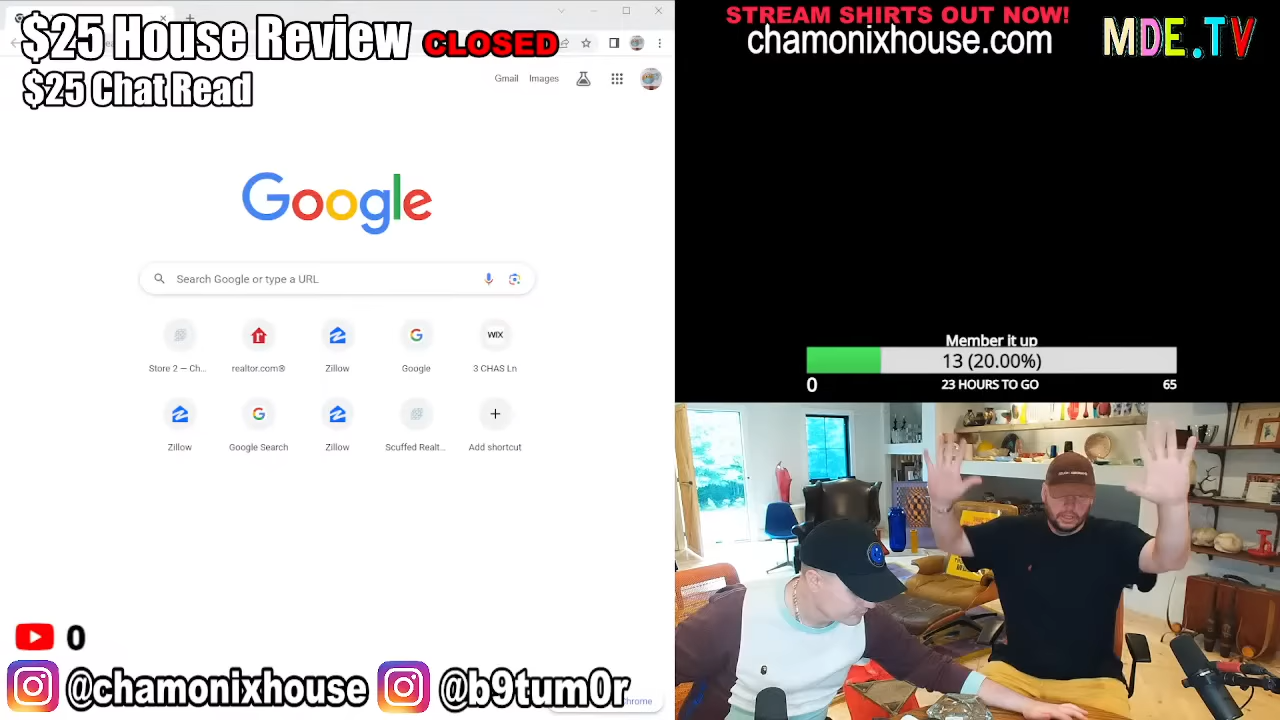 $25 House Review CLOSED
$25 Chat Read
Gmail Images
Google
Search Google or type a URL
WIX
Store 2 — Ch...
realtor.com®
Zillow
Google
3 CHAS Ln
Zillow
Google Search
Zillow
Scuffed Realt...
Add shortcut
0
@chamonixhouse @b9tum0r
STREAM SHIRTS OUT NOW!
chamonixhouse.com
MDE.TV
Member it up
13 (20.00%)
0 23 HOURS TO GO 65